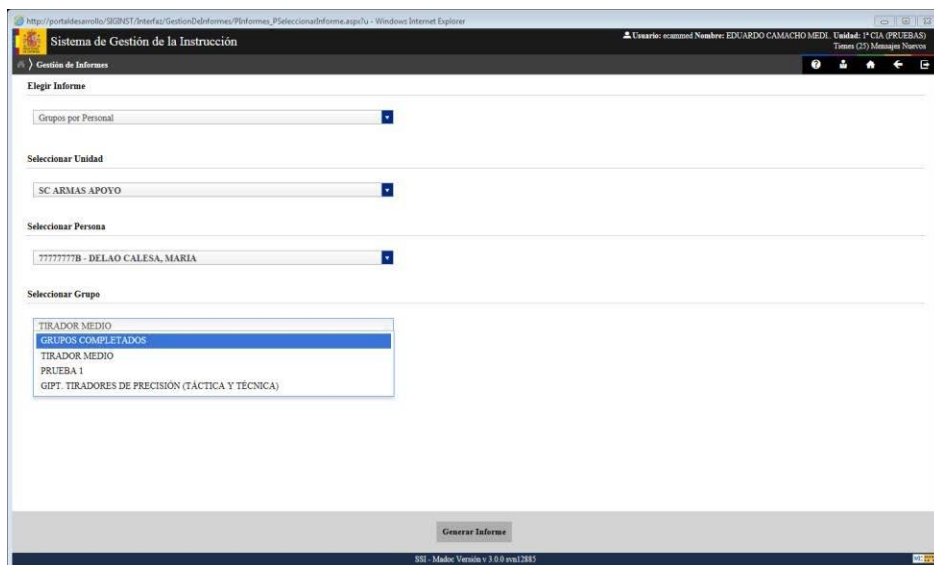 http://portaldesarrollo/SIGINST/Interfaz/GestionDeInformes/PInformes_PSeleccionarInforme.aspx?u - Windows Internet Explorer
Sistema de Gestión de la Instrucción
Usuario: ecammed Nombre: EDUARDO CAMACHO MEDI. Unidad: 1ª CIA (PRUEBAS)
Tienes (25) Mensajes Nuevos
Gestión de Informes
Elegir Informe
Grupos por Personal
Seleccionar Unidad
SC ARMAS APOYO
Seleccionar Persona
77777777B - DELAO CALESA, MARIA
Seleccionar Grupo
TIRADOR MEDIO
GRUPOS COMPLETADOS
TIRADOR MEDIO
PRUEBA 1
GIPT. TIRADORES DE PRECISIÓN (TÁCTICA Y TÉCNICA)
Generar Informe
SSI - Madoc Versión v 3.0.0 svn12885